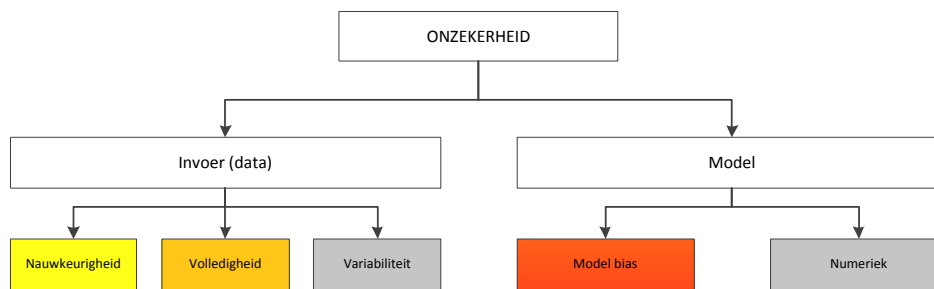 ONZEKERHEID
Invoer (data)
Model
Nauwkeurigheid
Volledigheid
Variabiliteit
Model bias
Numeriek